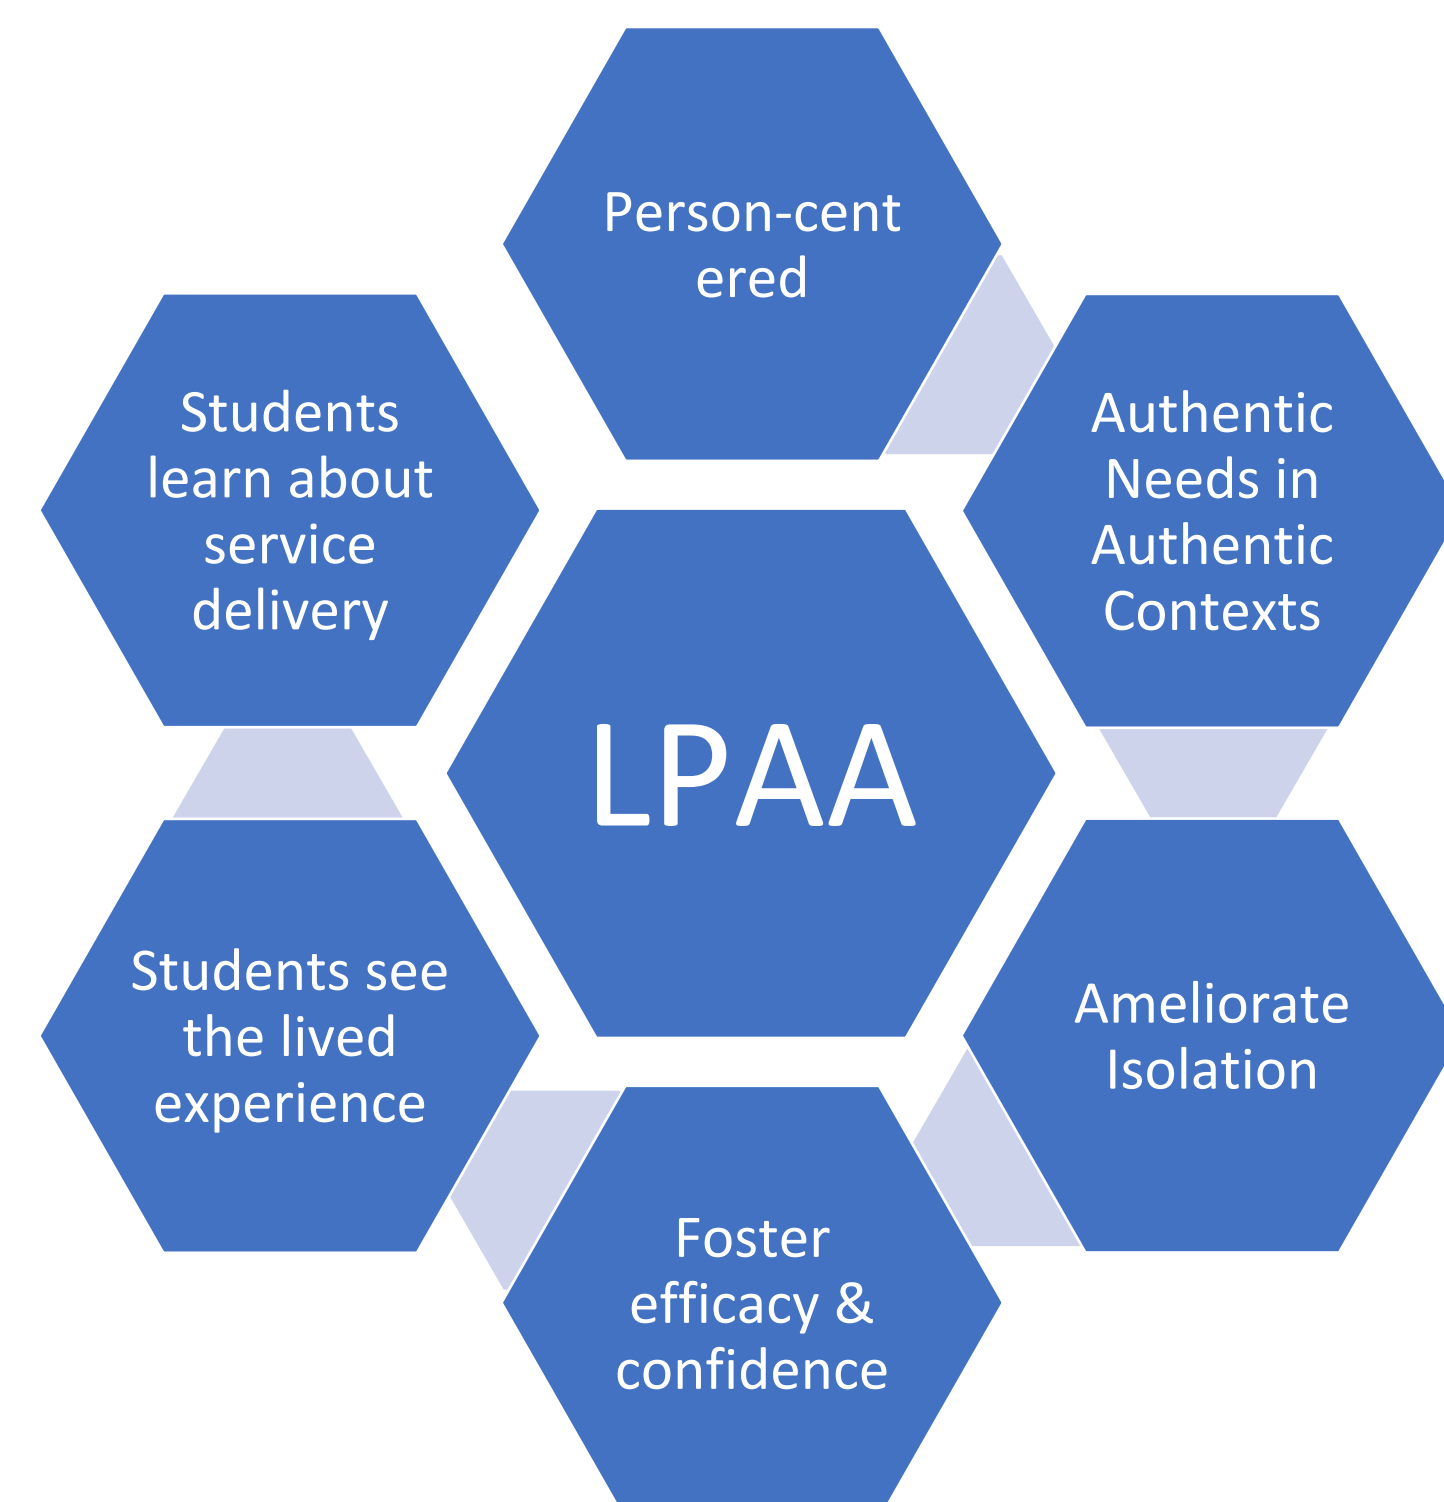 Person-cent
ered
Authentic
Needs in
Authentic
Contexts
Ameliorate
Isolation
Foster
efficacy &
confidence
Students see
the lived
experience
Students
learn about
service
delivery
LPAA